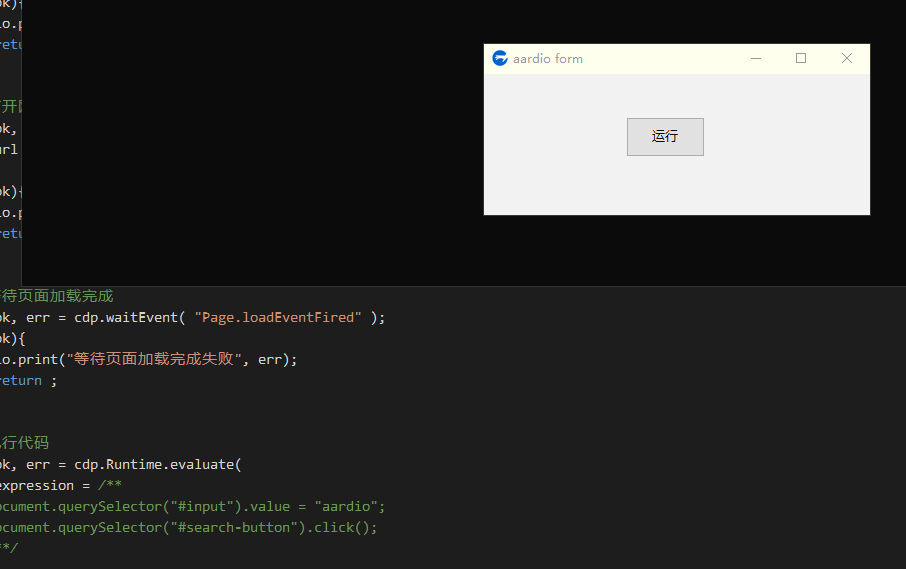 ok){
io.p
retu
aardio form
运行
开
ok,
url
ok){
io.p
retu
待页面加载完成
ok, err = cdp.waitEvent( "Page.loadEventFired" );
ok){
io.print("等待页面加载完成失败", err);
return ;
行代码
ok, err = cdp.Runtime.evaluate(
expression = /**
ocument.querySelector("#input").value = "aardio";
ocument.querySelector("#search-button").click();
**/